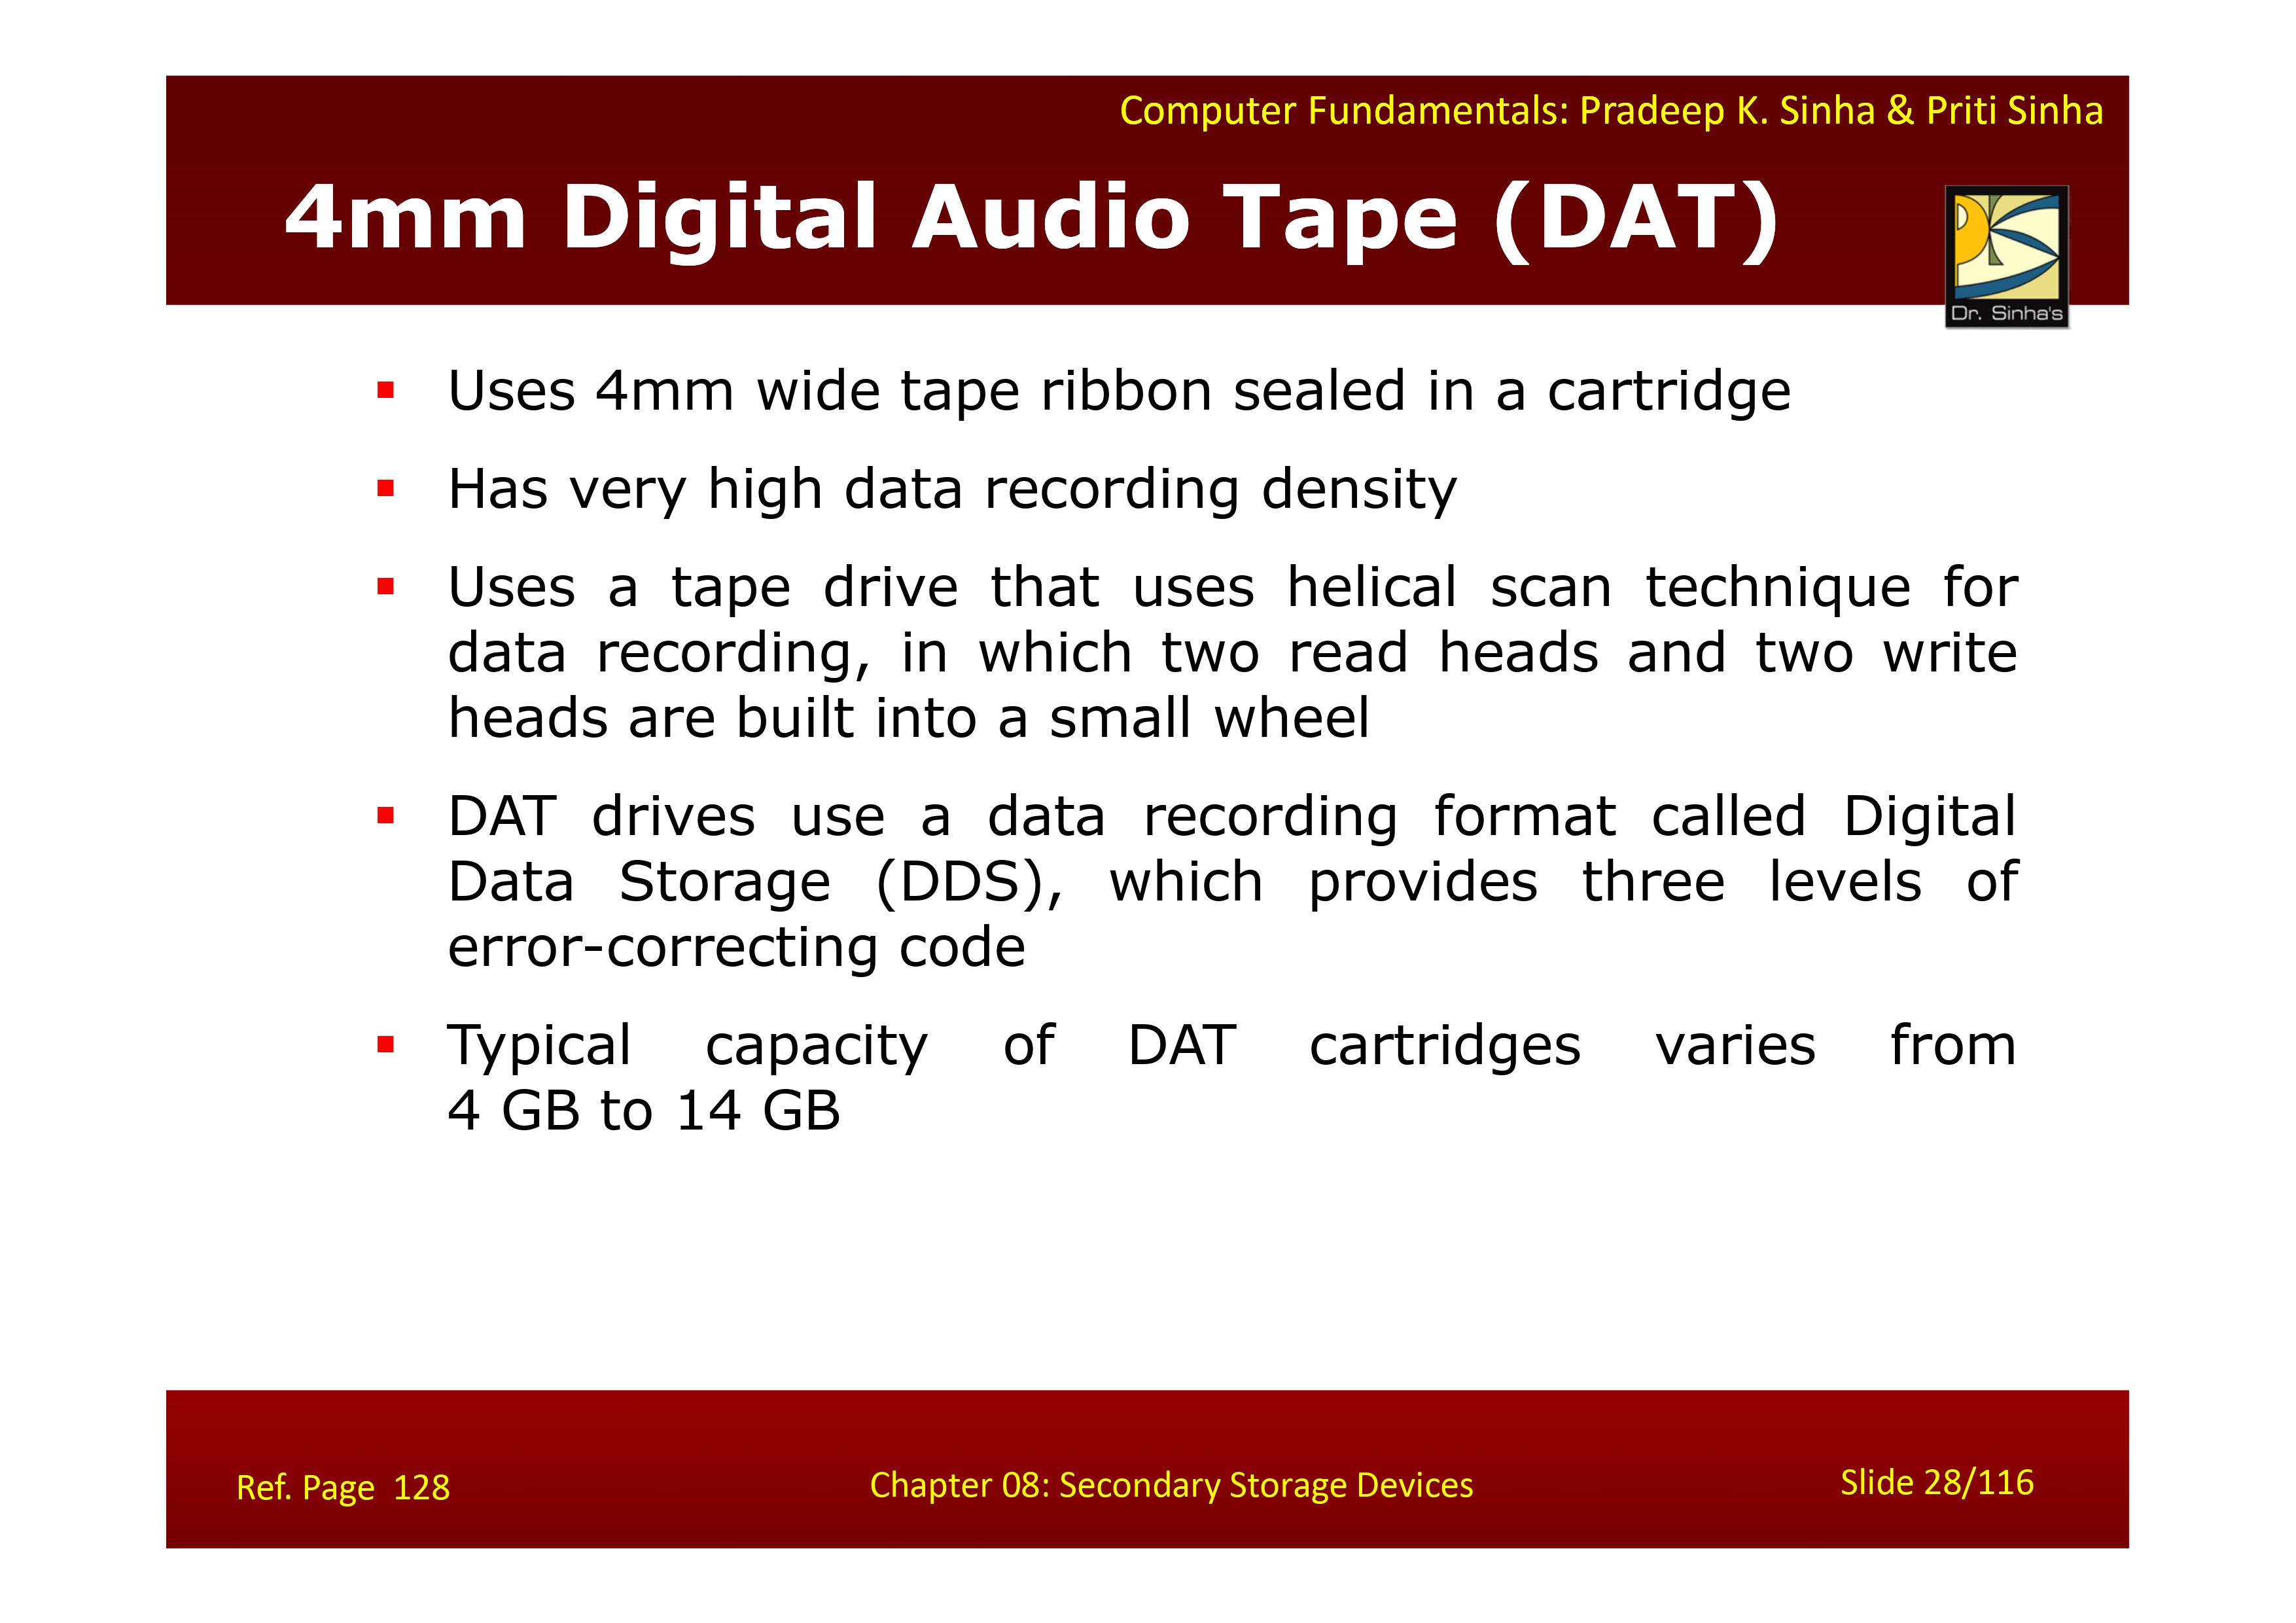 Computer Fundamentals: Pradeep K. Sinha & Priti Sinha
4mm Digital Audio Tape (DAT)
Dr. Sinha's
▪ Uses 4mm wide tape ribbon sealed in a cartridge
▪ Has very high data recording density
▪ Uses a tape drive that uses helical scan technique for
data recording, in which two read heads and two write
heads are built into a small wheel
▪ DAT drives use a data recording format called Digital
Data Storage (DDS), which provides three levels of
error-correcting code
▪ Typical capacity of DAT cartridges varies from
4 GB to 14 GB
Ref. Page 128
Chapter 08: Secondary Storage Devices
Slide 28/116